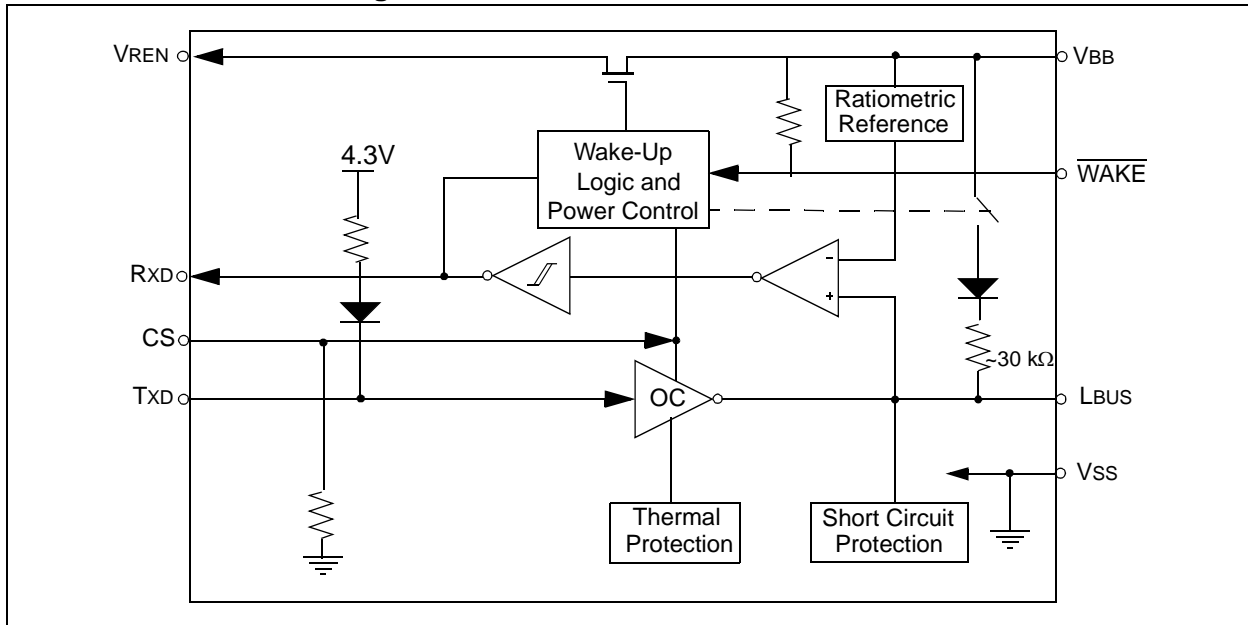 VREN
VBB
Ratiometric
Reference
4.3V
Wake-Up
Logic and
Power Control
WAKE
RXD
-
+
CS
~30 kΩ
TXD
OC
LBUS
VSS
Thermal
Protection
Short Circuit
Protection